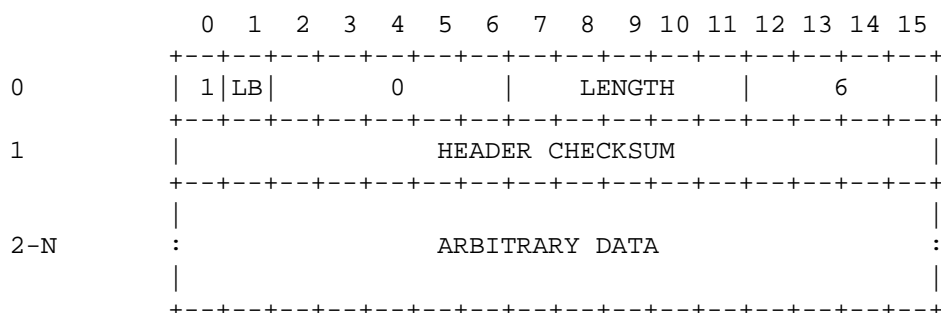 0 1 2 3 4 5 6 7 8 9 10 11 12 13 14 15
+--+--+--+--+--+--+--+--+--+--+--+--+--+--+--+--+
0 | 1|LB| 0 | LENGTH | 6 |
+--+--+--+--+--+--+--+--+--+--+--+--+--+--+--+--+
1 | HEADER CHECKSUM |
+--+--+--+--+--+--+--+--+--+--+--+--+--+--+--+--+
| |
2-N : ARBITRARY DATA :
| |
+--+--+--+--+--+--+--+--+--+--+--+--+--+--+--+--+